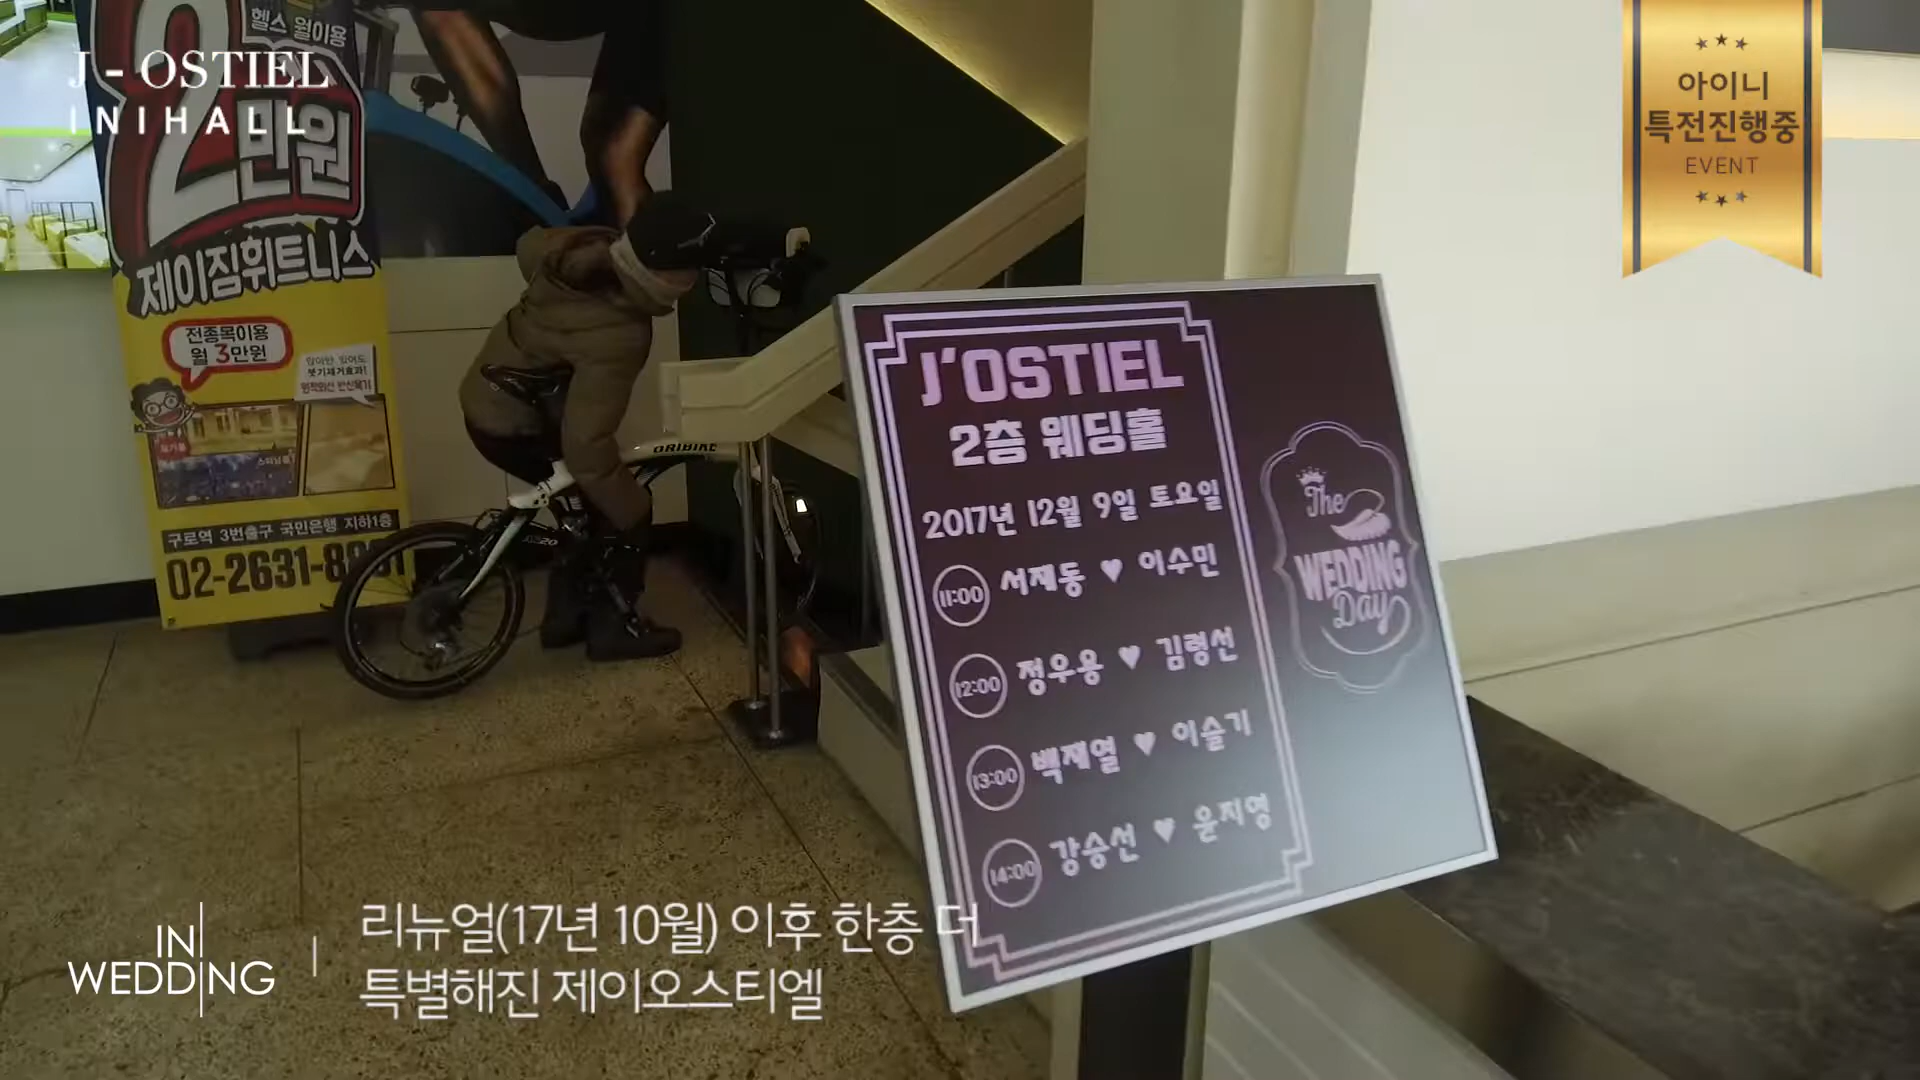 J - OSTIEL
INIHALL
헬스 월이용
2만원
제이짐휘트니스
전종목이용
월 3만원
구로역 3번출구 국민은행 지하1층
02-2631-8
ORIBIKE
J'OSTIEL
2층 웨딩홀
2017년 12월 9일 토요일
11:00 서재동 ♥ 이수민
12:00 정우용 ♥ 김령선
13:00 백재열 ♥ 이슬기
14:00 강승선 ♥ 윤지영
The
WEDDING
Day
아이니
특전진행중
EVENT
IN
WEDDING
리뉴얼(17년 10월) 이후 한층 더
특별해진 제이오스티엘